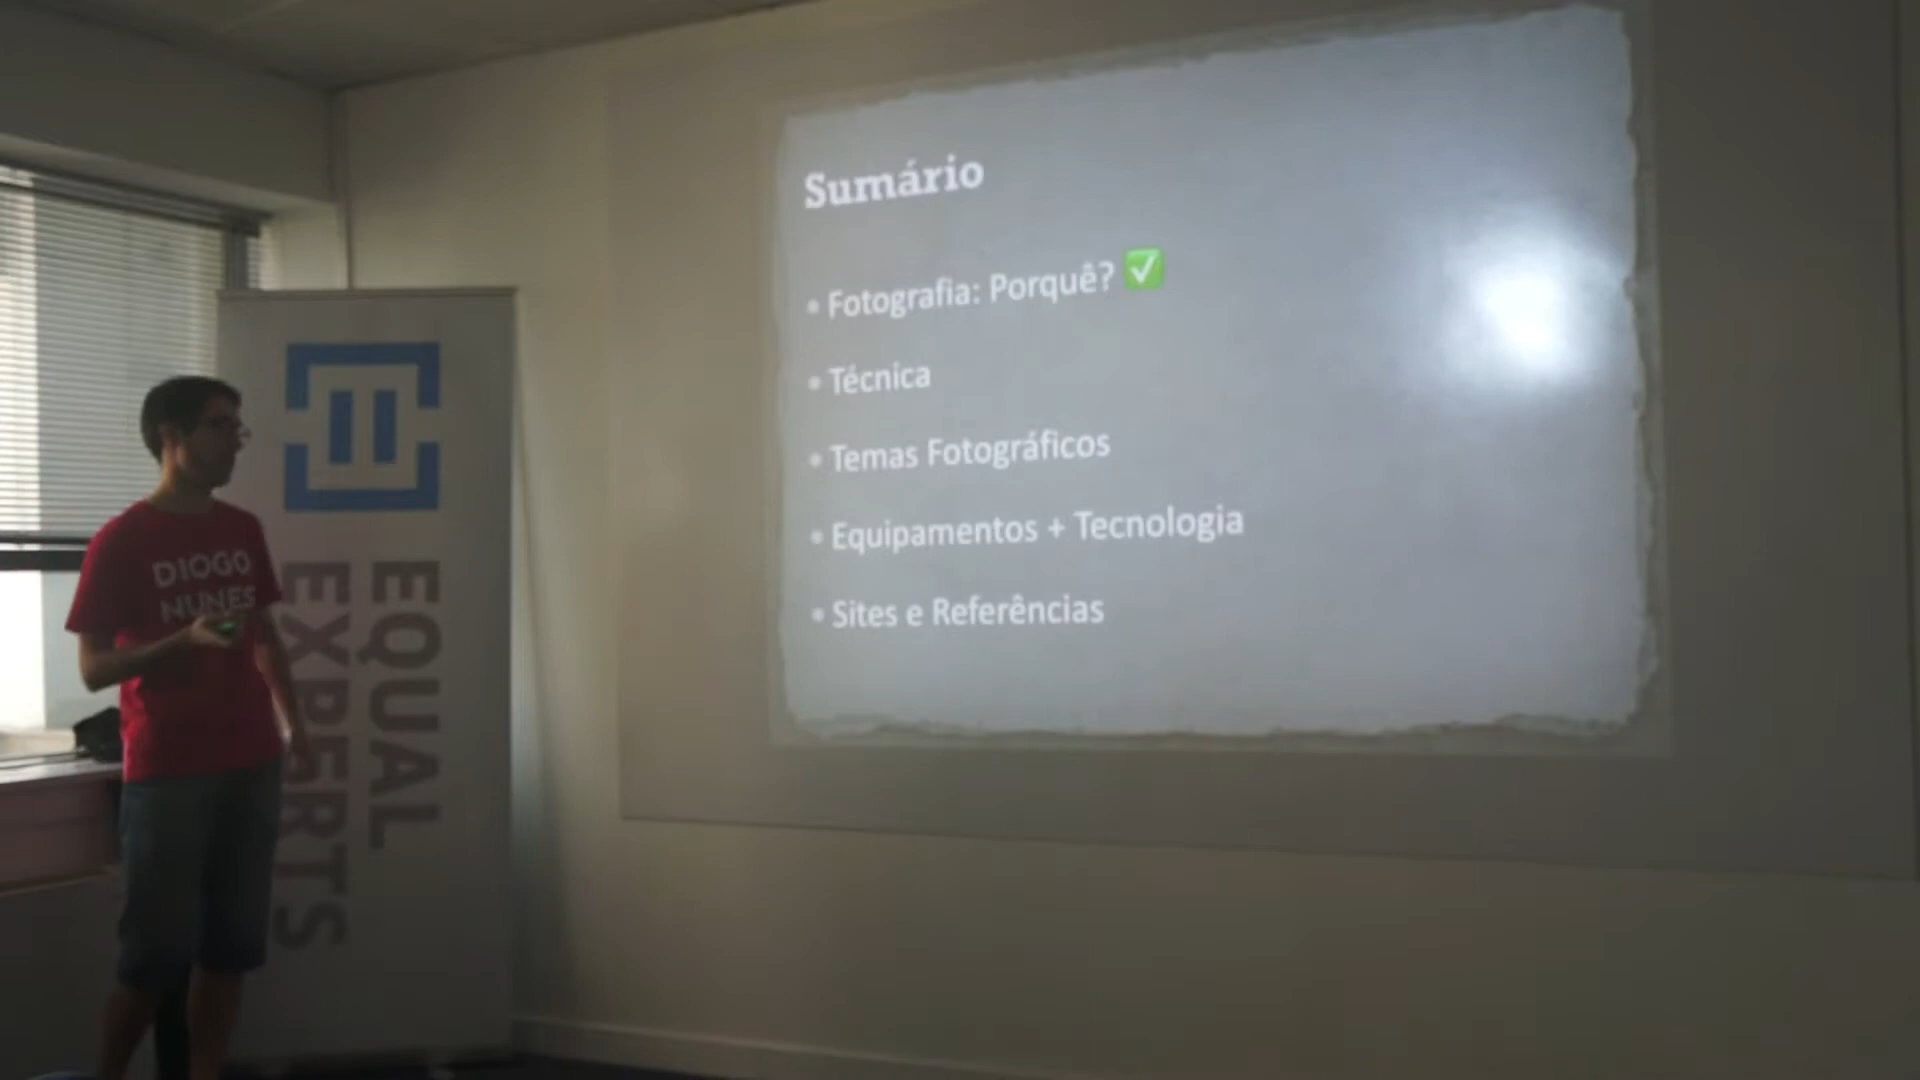 Sumário
• Fotografia: Porquê? ✅
• Técnica
• Temas Fotográficos
• Equipamentos + Tecnologia
• Sites e Referências
DIOGO
NUNES
EQUAL
EXPERTS